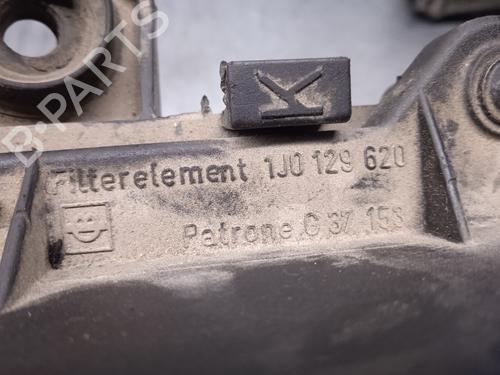 K
Filterelement 1J0 129 620
Patrone C 37 153
B-PARTS